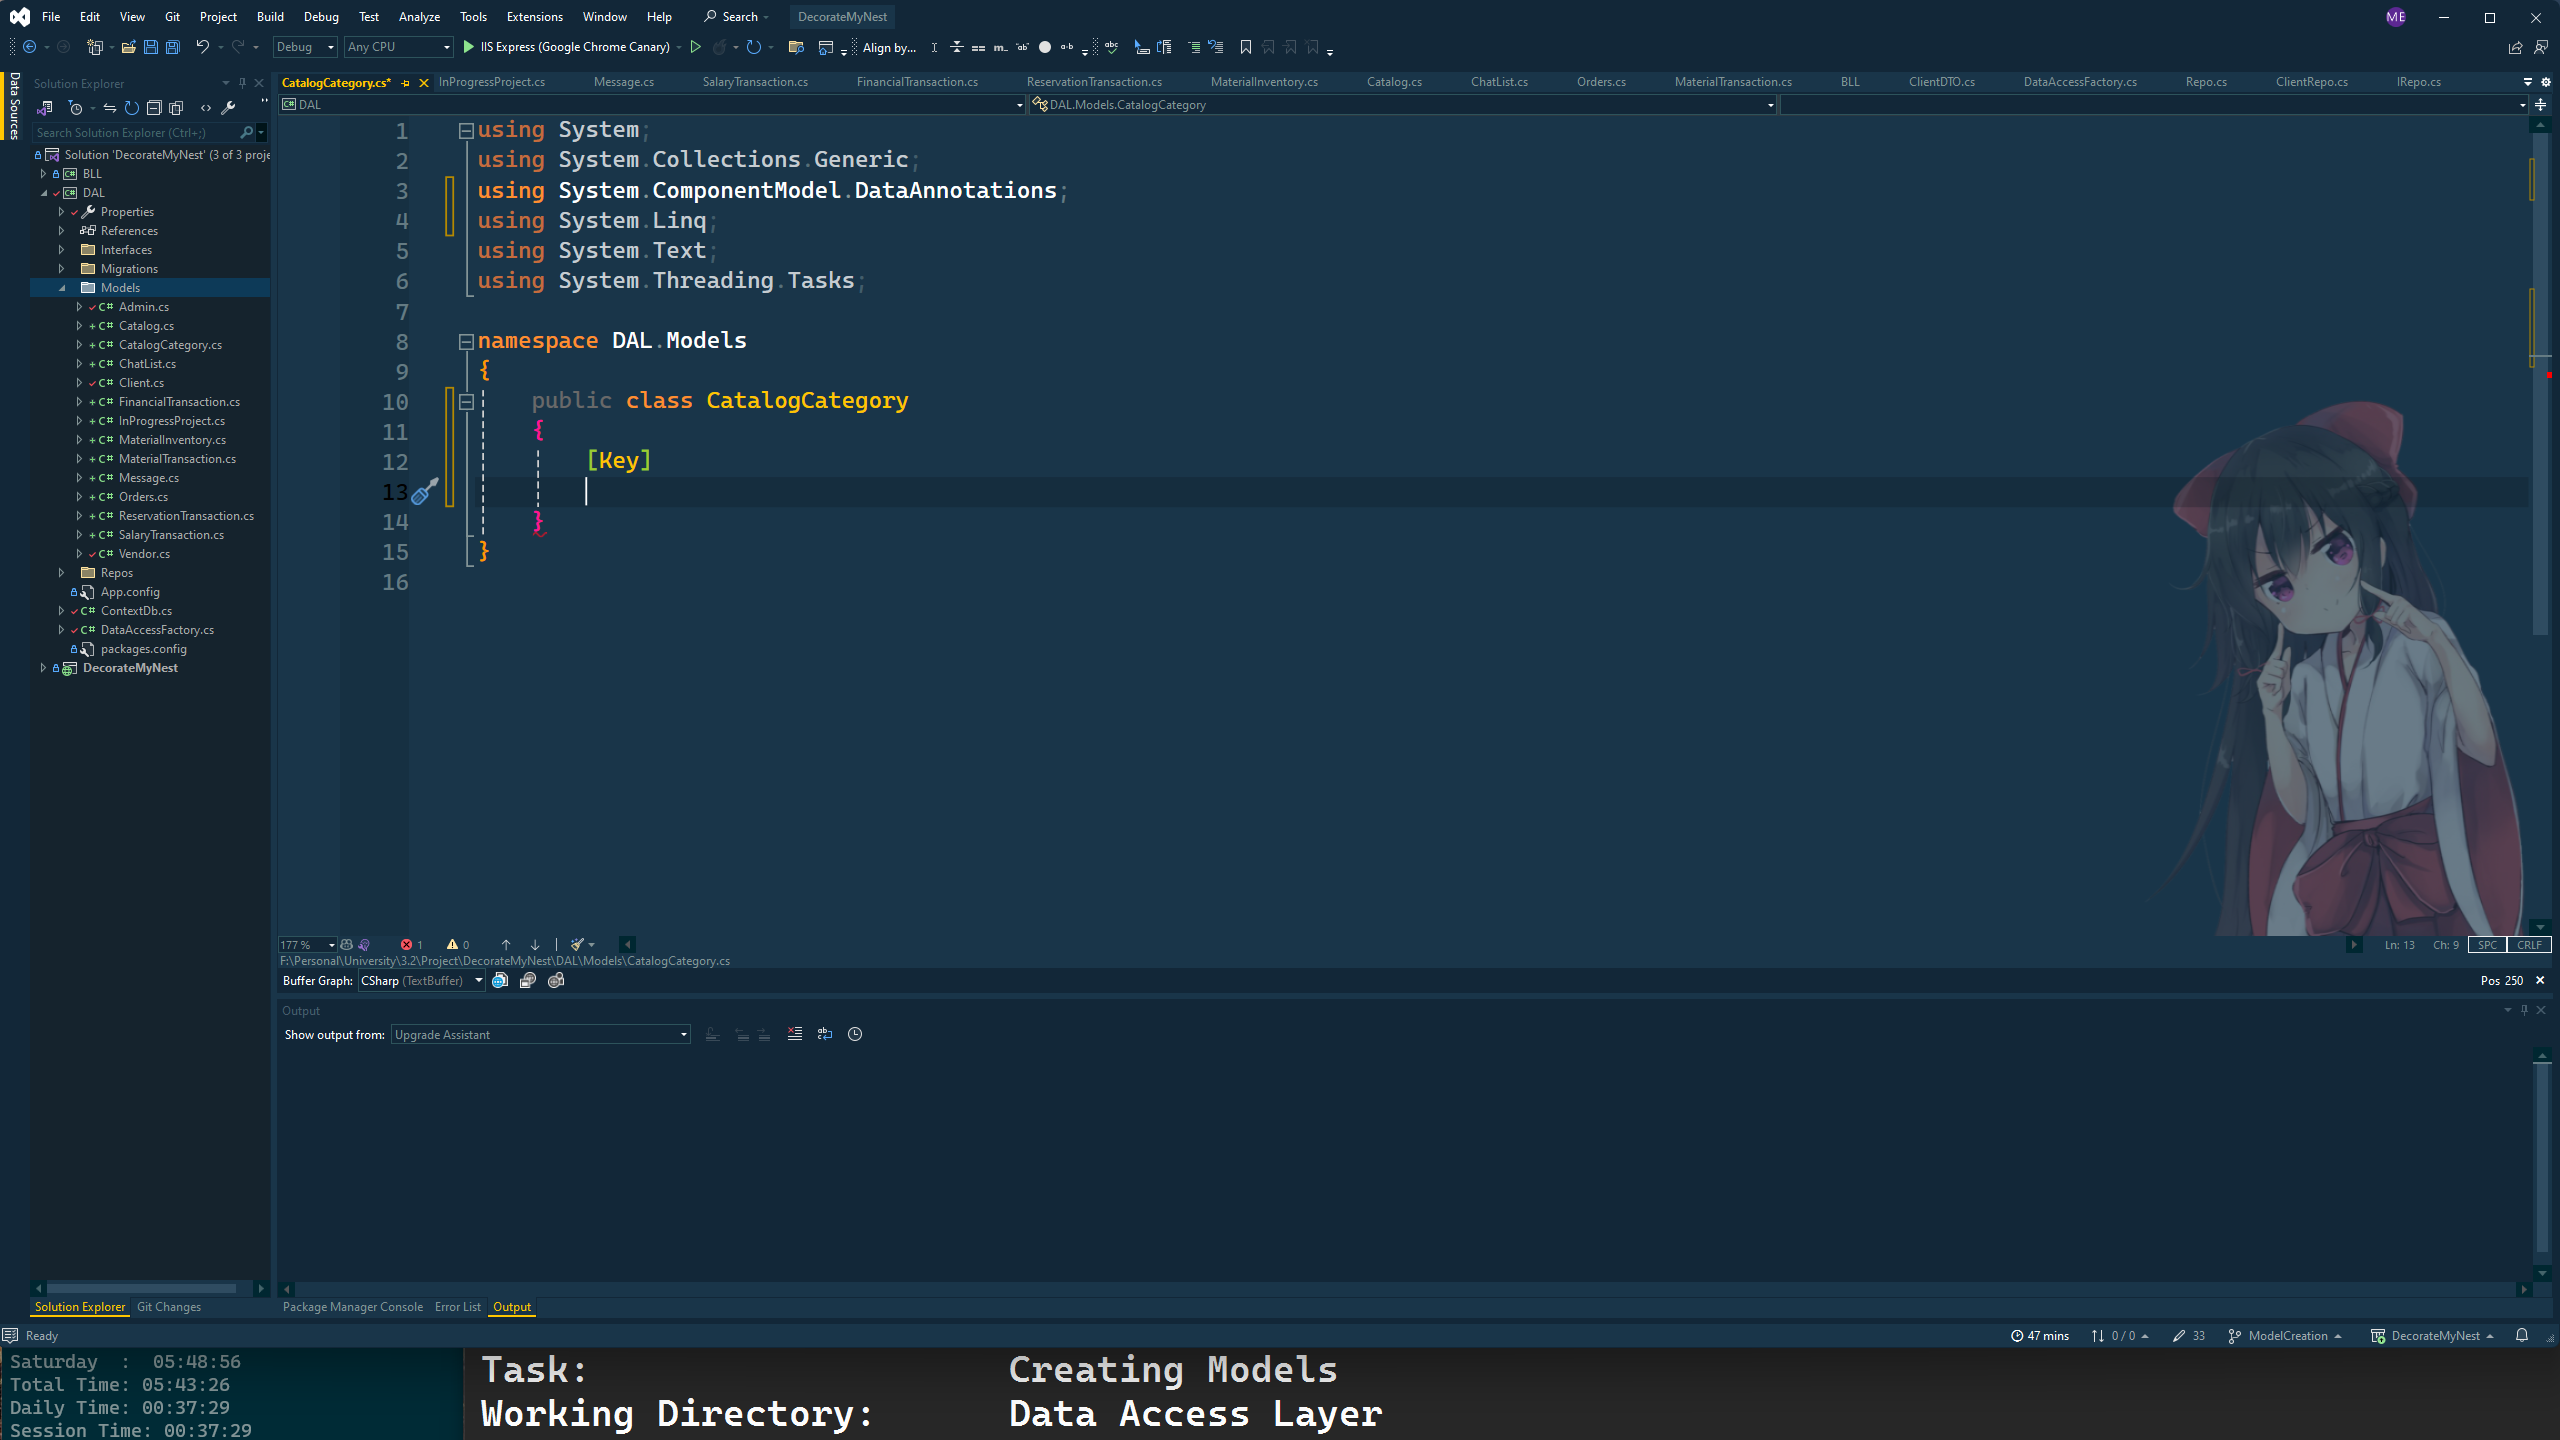 File Edit View Git Project Build Debug Test Analyze Tools Extensions Window Help Search DecorateMyNest ME
Debug Any CPU IIS Express (Google Chrome Canary) Align by...
Data Sources
Solution Explorer
Search Solution Explorer (Ctrl+;)
Solution 'DecorateMyNest' (3 of 3 proje
BLL
DAL
Properties
References
Interfaces
Migrations
Models
C# Admin.cs
C# Catalog.cs
C# CatalogCategory.cs
C# ChatList.cs
C# Client.cs
C# FinancialTransaction.cs
C# InProgressProject.cs
C# MaterialInventory.cs
C# MaterialTransaction.cs
C# Message.cs
C# Orders.cs
C# ReservationTransaction.cs
C# SalaryTransaction.cs
C# Vendor.cs
Repos
App.config
C# ContextDb.cs
C# DataAccessFactory.cs
packages.config
DecorateMyNest
Solution Explorer Git Changes
CatalogCategory.cs* InProgressProject.cs Message.cs SalaryTransaction.cs FinancialTransaction.cs ReservationTransaction.cs MaterialInventory.cs Catalog.cs ChatList.cs Orders.cs MaterialTransaction.cs BLL ClientDTO.cs DataAccessFactory.cs Repo.cs ClientRepo.cs IRepo.cs
C# DAL DAL.Models.CatalogCategory
1 using System;
2 using System.Collections.Generic;
3 using System.ComponentModel.DataAnnotations;
4 using System.Linq;
5 using System.Text;
6 using System.Threading.Tasks;
7
8 namespace DAL.Models
9 {
10 public class CatalogCategory
11 {
12 [Key]
13
14 }
15 }
16
177 % 1 0 Ln: 13 Ch: 9 SPC CRLF
F:\Personal\University\3.2\Project\DecorateMyNest\DAL\Models\CatalogCategory.cs
Buffer Graph: CSharp (TextBuffer) Pos 250
Output
Show output from: Upgrade Assistant
Package Manager Console Error List Output
Ready 47 mins 0 / 0 33 ModelCreation DecorateMyNest
Saturday : 05:48:56
Total Time: 05:43:26
Daily Time: 00:37:29
Session Time: 00:37:29
Task: Creating Models
Working Directory: Data Access Layer